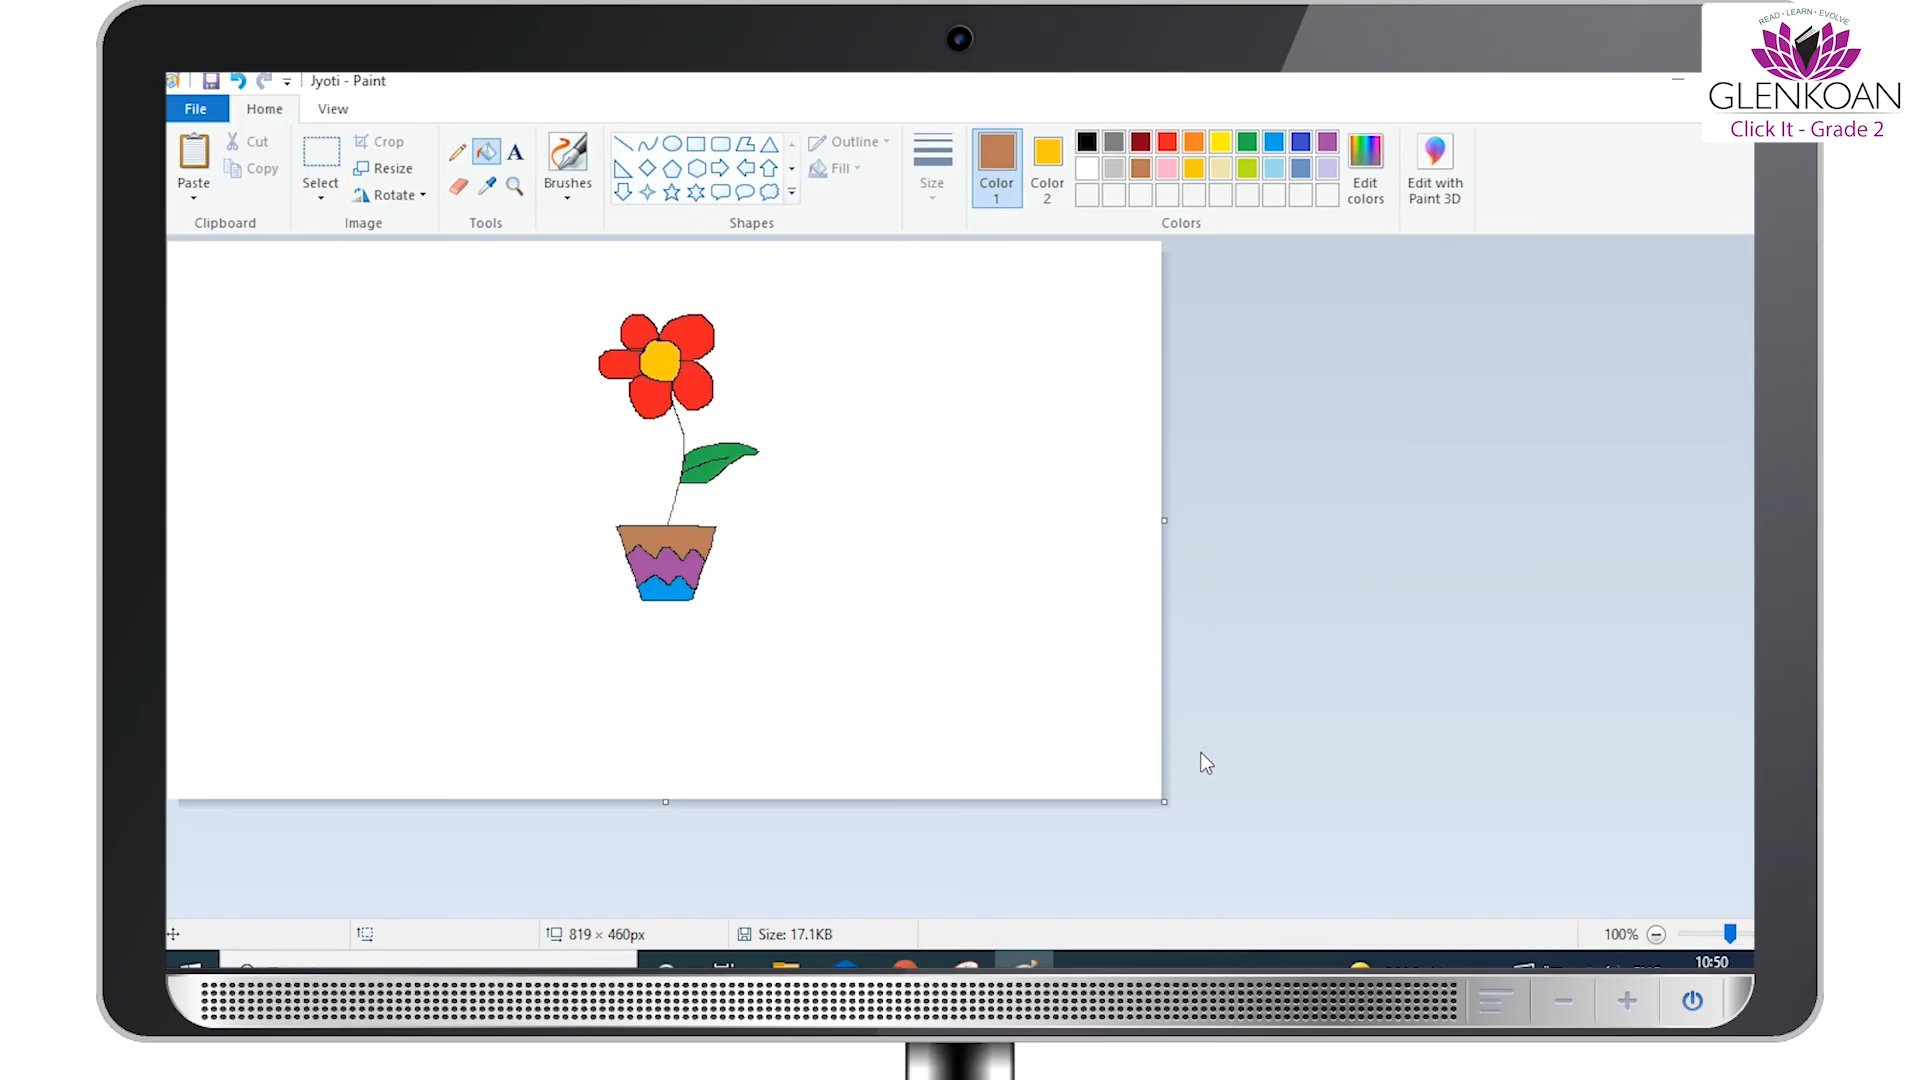 READ • LEARN • EVOLVE
GLENKOAN
Click It - Grade 2
Jyoti - Paint
File Home View
Paste
Cut
Copy
Clipboard
Select
Crop
Resize
Rotate
Image
A
Tools
Brushes
Shapes
Outline
Fill
Size
Color 1
Color 2
Edit colors
Colors
Edit with Paint 3D
819 × 460px
Size: 17.1KB
100%
10:50